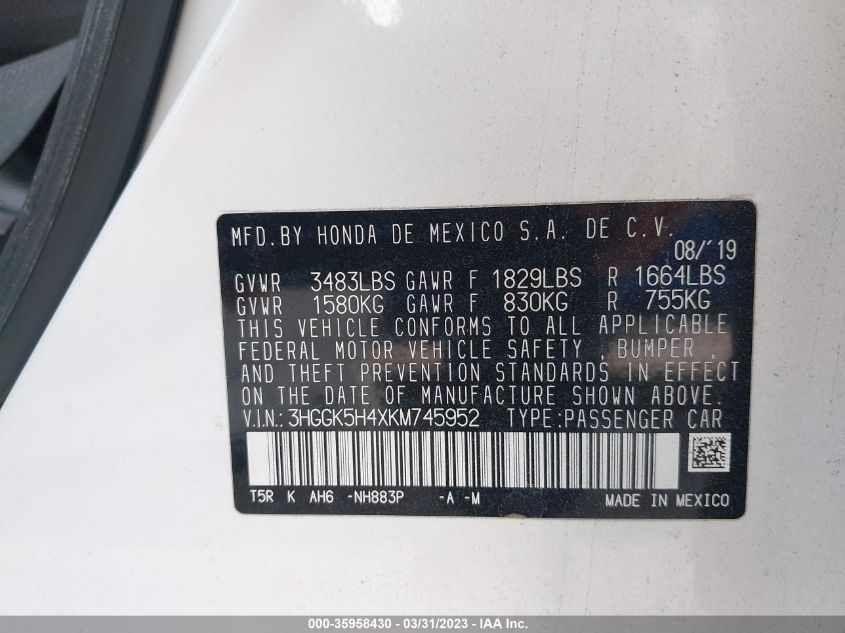 MFD.BY HONDA DE MEXICO S.A. DE C.V.
08/'19
GVWR 3483LBS GAWR F 1829LBS R 1664LBS
GVWR 1580KG GAWR F 830KG R 755KG
THIS VEHICLE CONFORMS TO ALL APPLICABLE
FEDERAL MOTOR VEHICLE SAFETY , BUMPER ,
AND THEFT PREVENTION STANDARDS IN EFFECT
ON THE DATE OF MANUFACTURE SHOWN ABOVE.
V.I.N.: 3HGGK5H4XKM745952 TYPE:PASSENGER CAR
T5R K AH6 -NH883P -A -M MADE IN MEXICO
000-35958430 - 03/31/2023 - IAA Inc.